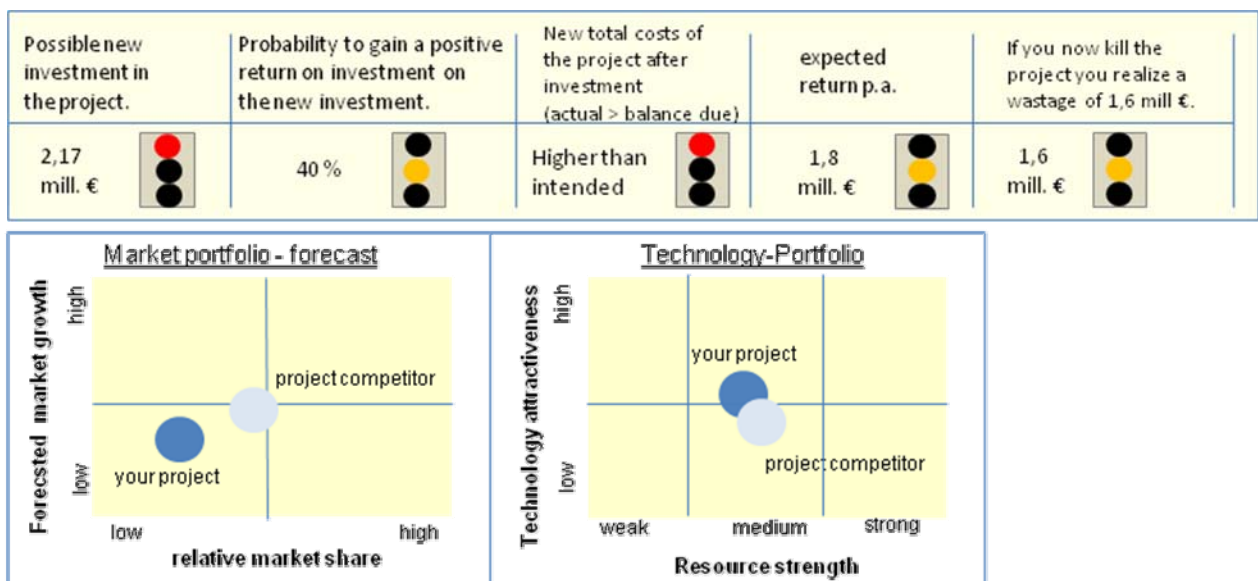 Possible new
investment in
the project.
Probability to gain a positive
return on investment on
the new investment.
New total costs of
the project after
investment
(actual > balance due)
expected
return p.a.
If you now kill the
project you realize a
wastage of 1,6 mill €.
2,17
mill. €
40 %
Higher than
intended
1,8
mill. €
1,6
mill. €
Market portfolio - forecast
Forecsted market growth
high
low
project competitor
your project
low
high
relative market share
Technology-Portfolio
Technology attractiveness
high
low
your project
project competitor
weak
medium
strong
Resource strength